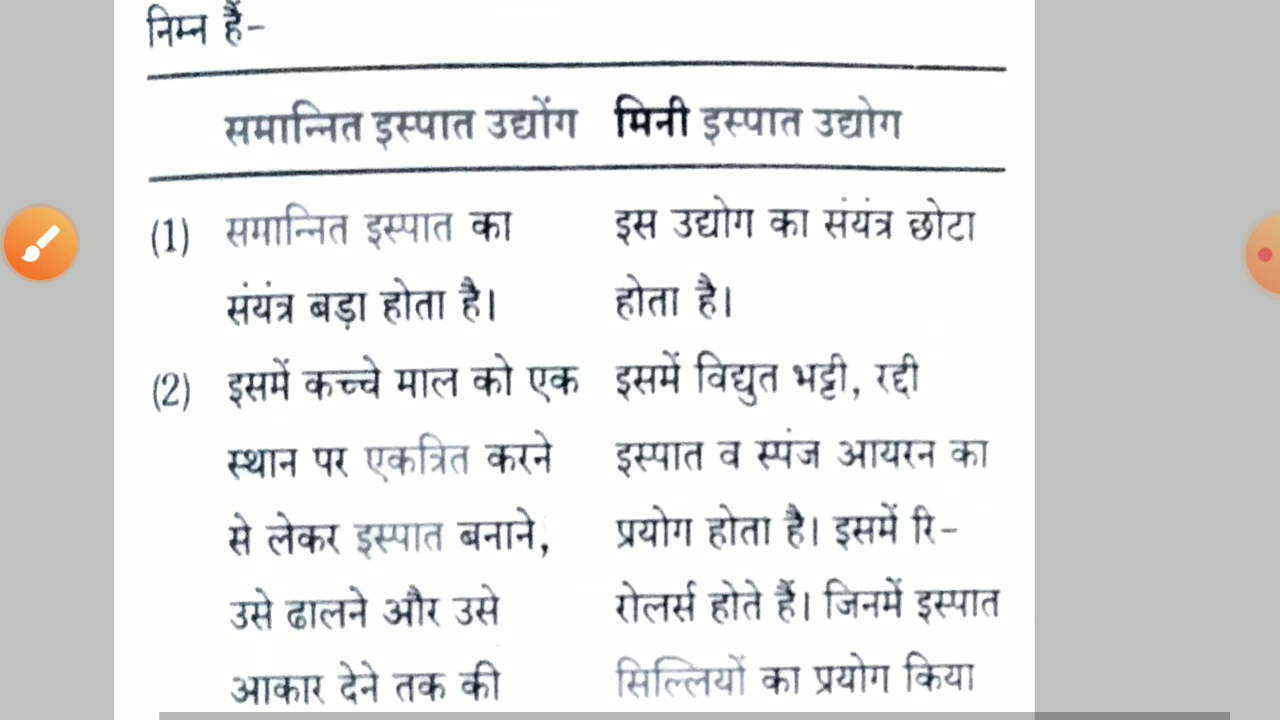 निम्न हैं-
समान्नित इस्पात उद्योंग मिनी इस्पात उद्योग
(1) समान्नित इस्पात का इस उद्योग का संयंत्र छोटा
संयंत्र बड़ा होता है। होता है।
(2) इसमें कच्चे माल को एक इसमें विद्युत भट्टी, रद्दी
स्थान पर एकत्रित करने इस्पात व स्पंज आयरन का
से लेकर इस्पात बनाने, प्रयोग होता है। इसमें रि-
उसे ढालने और उसे रोलर्स होते हैं। जिनमें इस्पात
आकार देने तक की सिल्लियों का प्रयोग किया